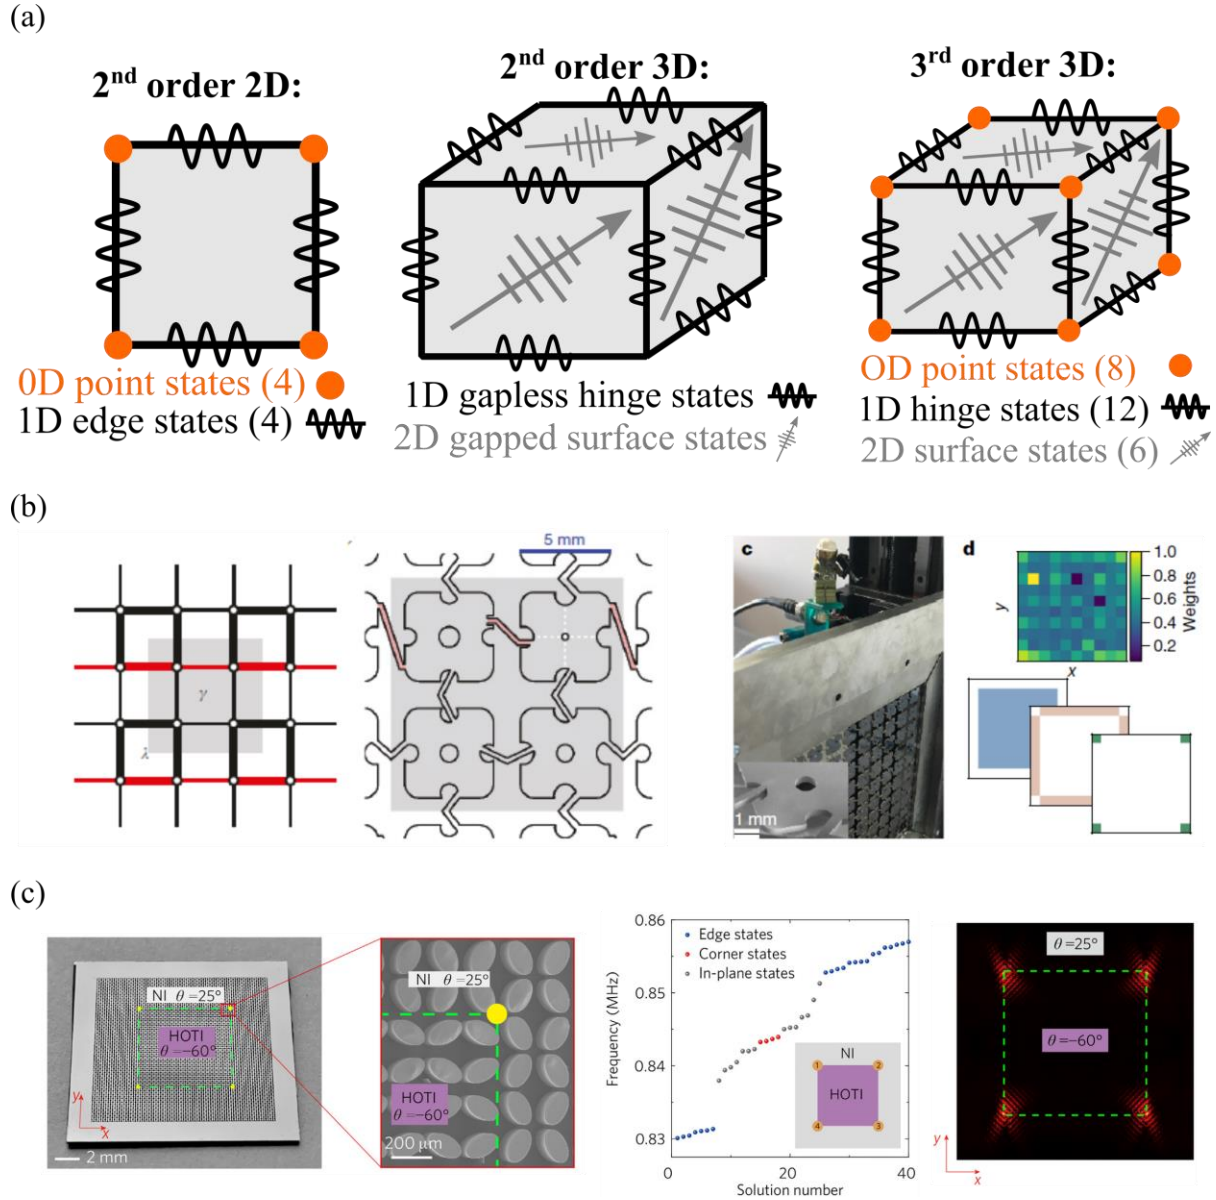 (a)
2nd order 2D:
0D point states (4)
1D edge states (4)
2nd order 3D:
1D gapless hinge states
2D gapped surface states
3rd order 3D:
OD point states (8)
1D hinge states (12)
2D surface states (6)
(b)
γ
λ
5 mm
c
1 mm
d
y
x
1.0
0.8
0.6
0.4
0.2
Weights
(c)
NI θ=25°
HOTI
θ=−60°
y
x
2 mm
NI θ=25°
HOTI
θ=−60°
200 μm
Frequency (MHz)
0.86
0.85
0.84
0.83
Edge states
Corner states
In-plane states
NI
1
2
HOTI
4
3
0
20
40
Solution number
θ=25°
θ=−60°
y
x